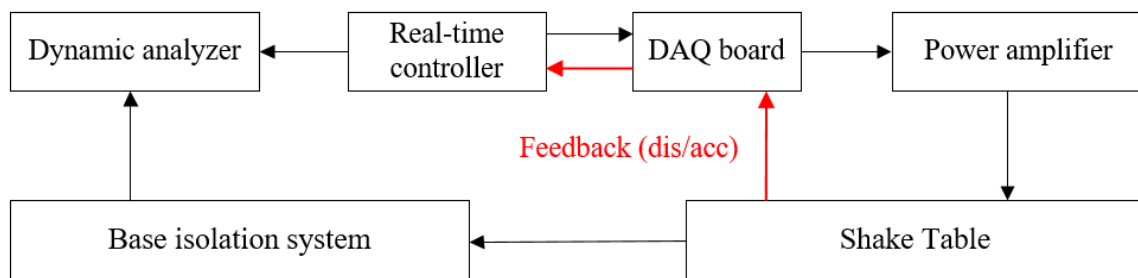 Dynamic analyzer
Real-time
controller
DAQ board
Power amplifier
Feedback (dis/acc)
Base isolation system
Shake Table